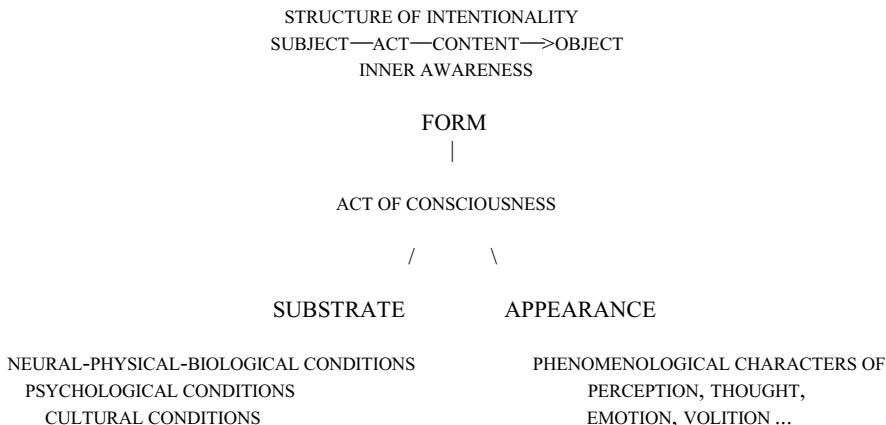 STRUCTURE OF INTENTIONALITY
SUBJECT—ACT—CONTENT—>OBJECT
INNER AWARENESS
FORM
|
ACT OF CONSCIOUSNESS
/ \
SUBSTRATE APPEARANCE
NEURAL-PHYSICAL-BIOLOGICAL CONDITIONS PHENOMENOLOGICAL CHARACTERS OF
PSYCHOLOGICAL CONDITIONS PERCEPTION, THOUGHT,
CULTURAL CONDITIONS EMOTION, VOLITION ...